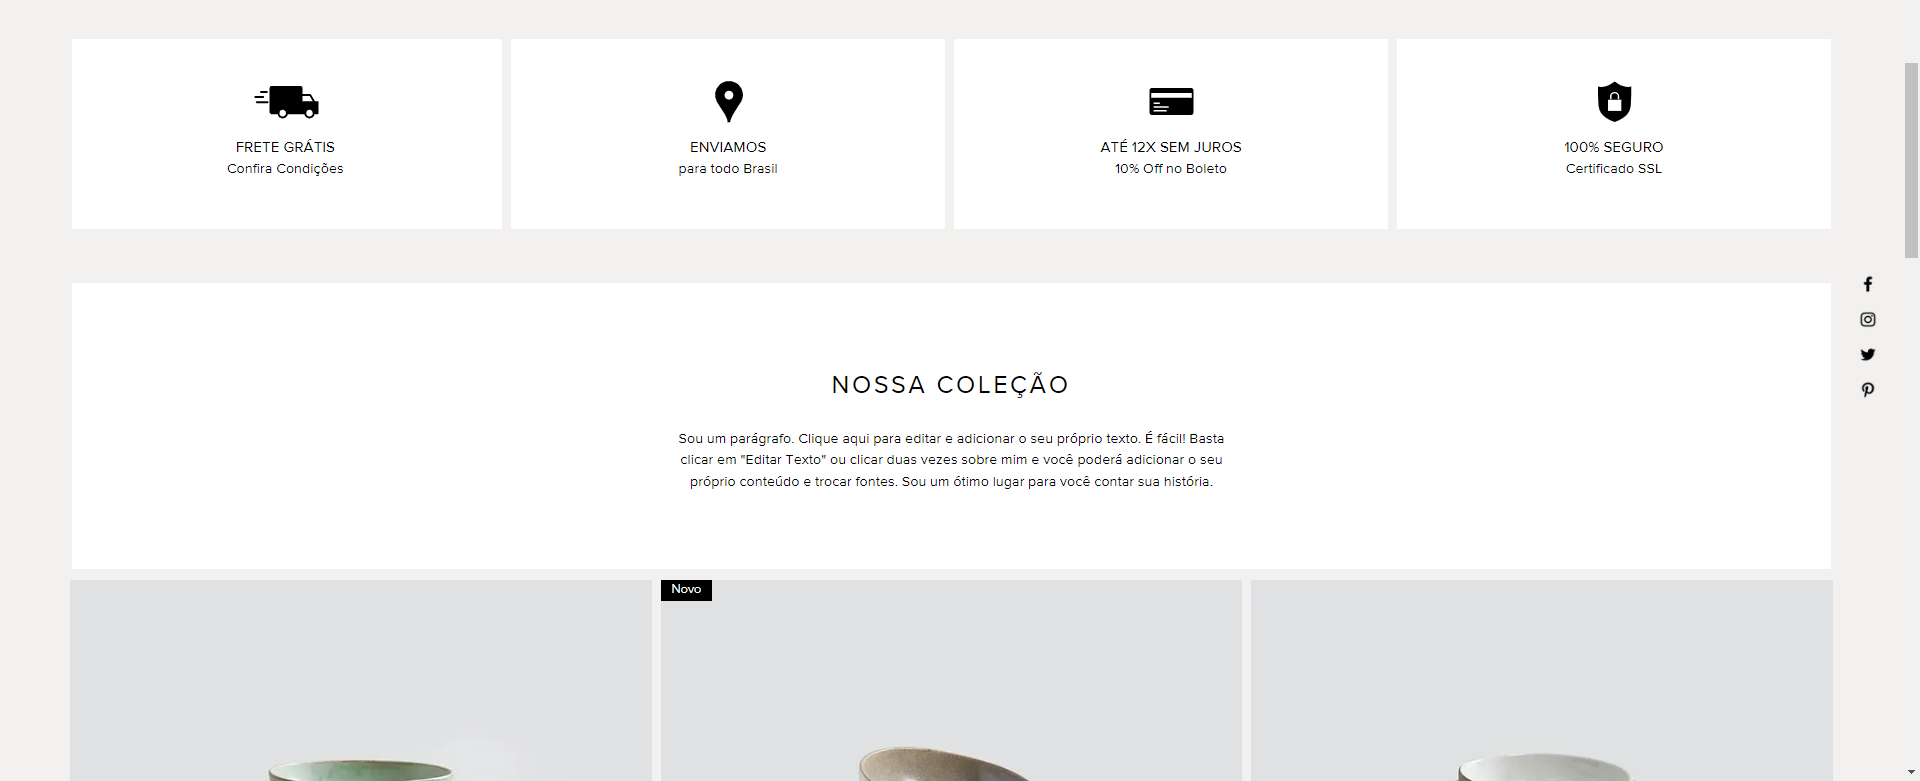 FRETE GRÁTIS
Confira Condições
ENVIAMOS
para todo Brasil
ATÉ 12X SEM JUROS
10% Off no Boleto
100% SEGURO
Certificado SSL
NOSSA COLEÇÃO
Sou um parágrafo. Clique aqui para editar e adicionar o seu próprio texto. É fácil! Basta
clicar em "Editar Texto" ou clicar duas vezes sobre mim e você poderá adicionar o seu
próprio conteúdo e trocar fontes. Sou um ótimo lugar para você contar sua história.
Novo